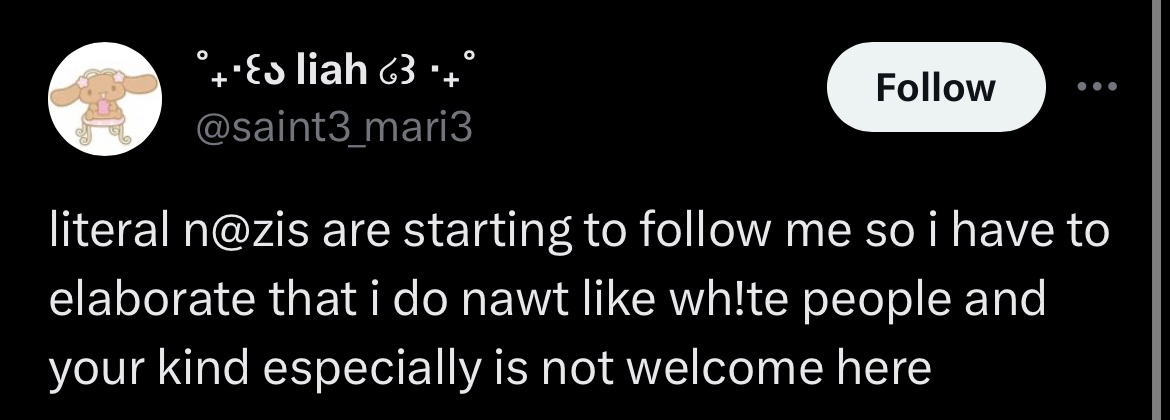 ˚₊‧꒰ა liah ໒꒱ ‧₊˚
Follow
@saint3_mari3
literal n@zis are starting to follow me so i have to
elaborate that i do nawt like wh!te people and
your kind especially is not welcome here